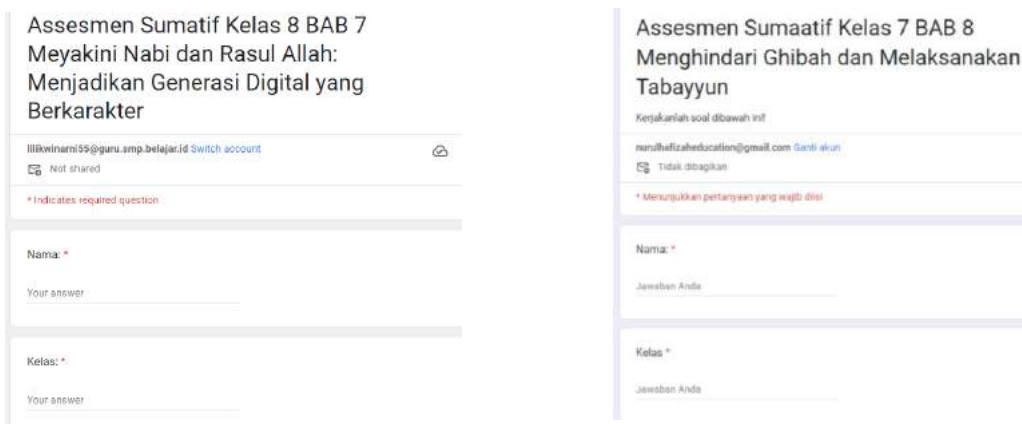 Assesmen Sumatif Kelas 8 BAB 7
Meyakini Nabi dan Rasul Allah:
Menjadikan Generasi Digital yang
Berkarakter
lilikwinarni55@guru.smp.belajar.id Switch account
Not shared
* Indicates required question
Nama: *
Your answer
Kelas: *
Your answer
Assesmen Sumaatif Kelas 7 BAB 8
Menghindari Ghibah dan Melaksanakan
Tabayyun
Kerjakanlah soal dibawah ini!
nurulhafizaheducation@gmail.com Ganti akun
Tidak dibagikan
* Menunjukkan pertanyaan yang wajib diisi
Nama: *
Jawaban Anda
Kelas *
Jawaban Anda